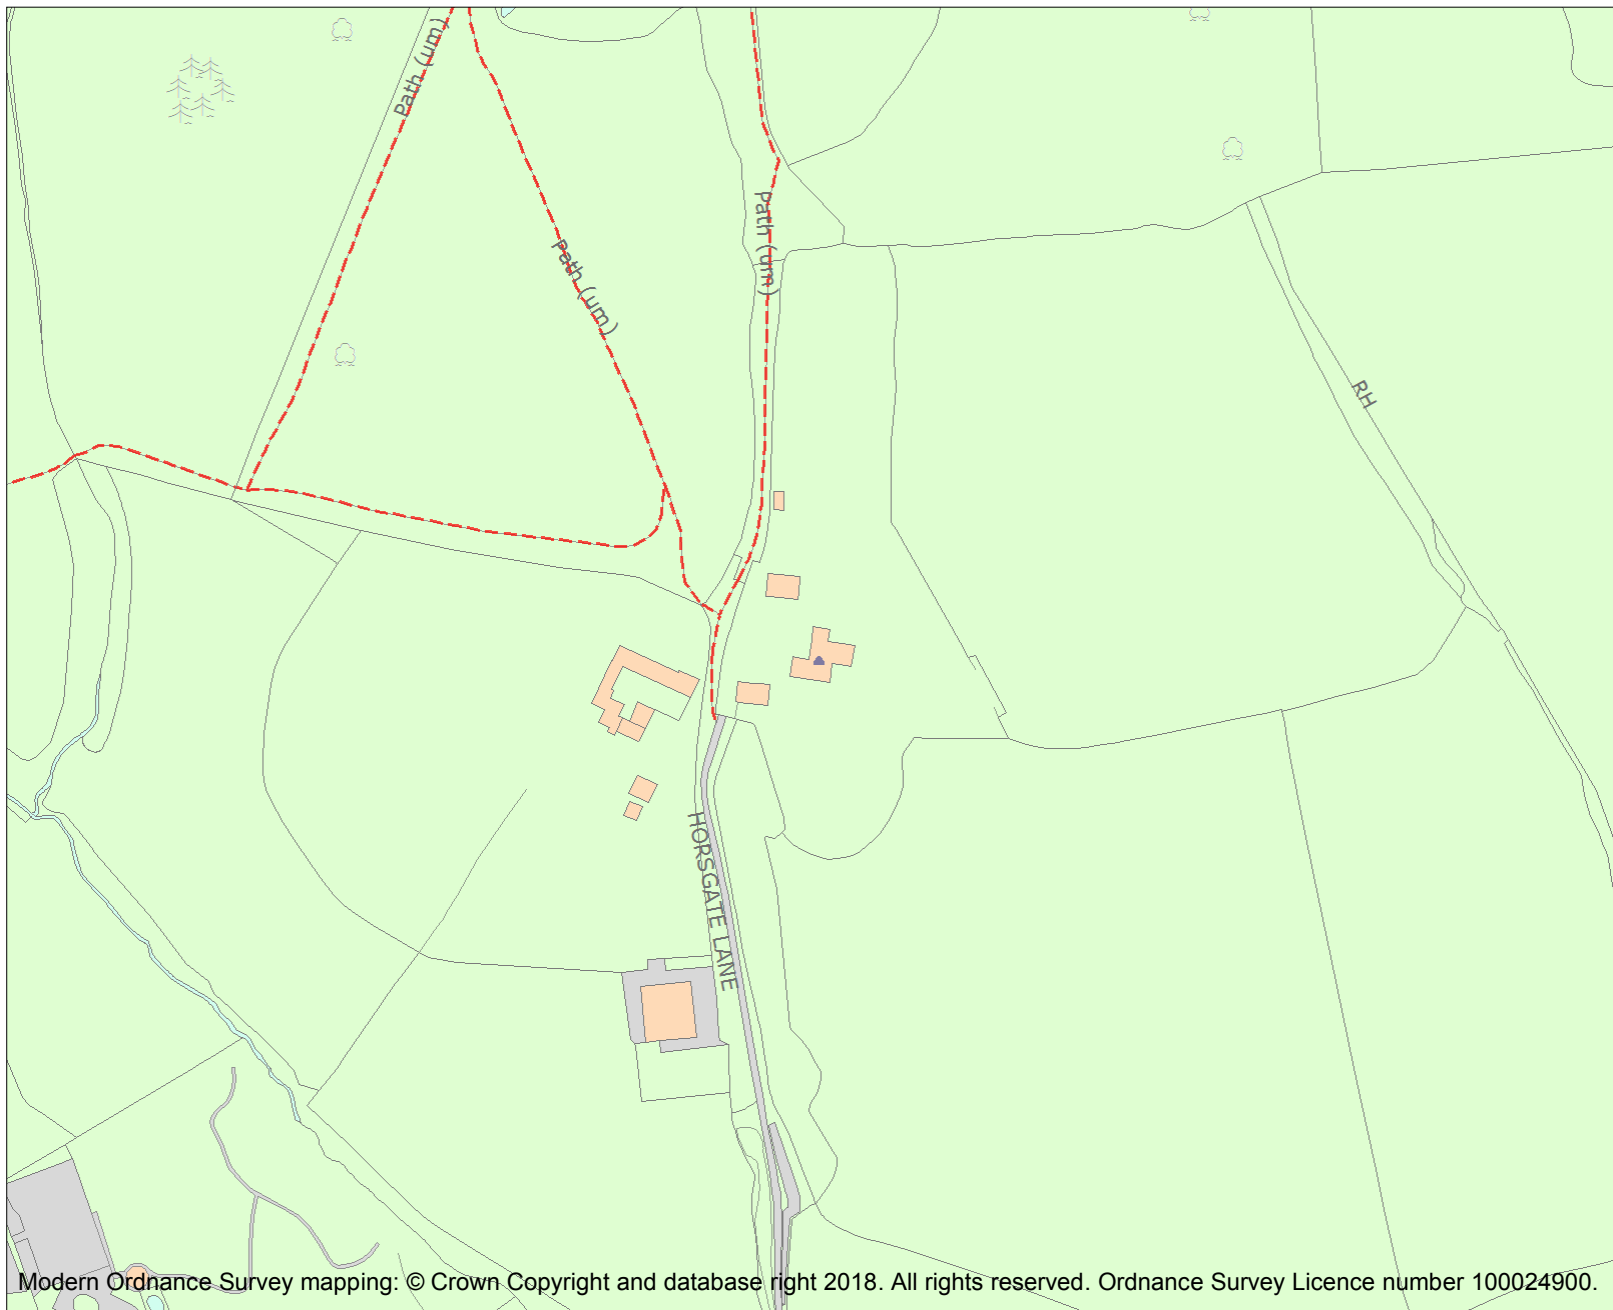 Path (um)
Path (um)
Path (um)
RH
HORSGATE LANE
Modern Ordnance Survey mapping: © Crown Copyright and database right 2018. All rights reserved. Ordnance Survey Licence number 100024900.